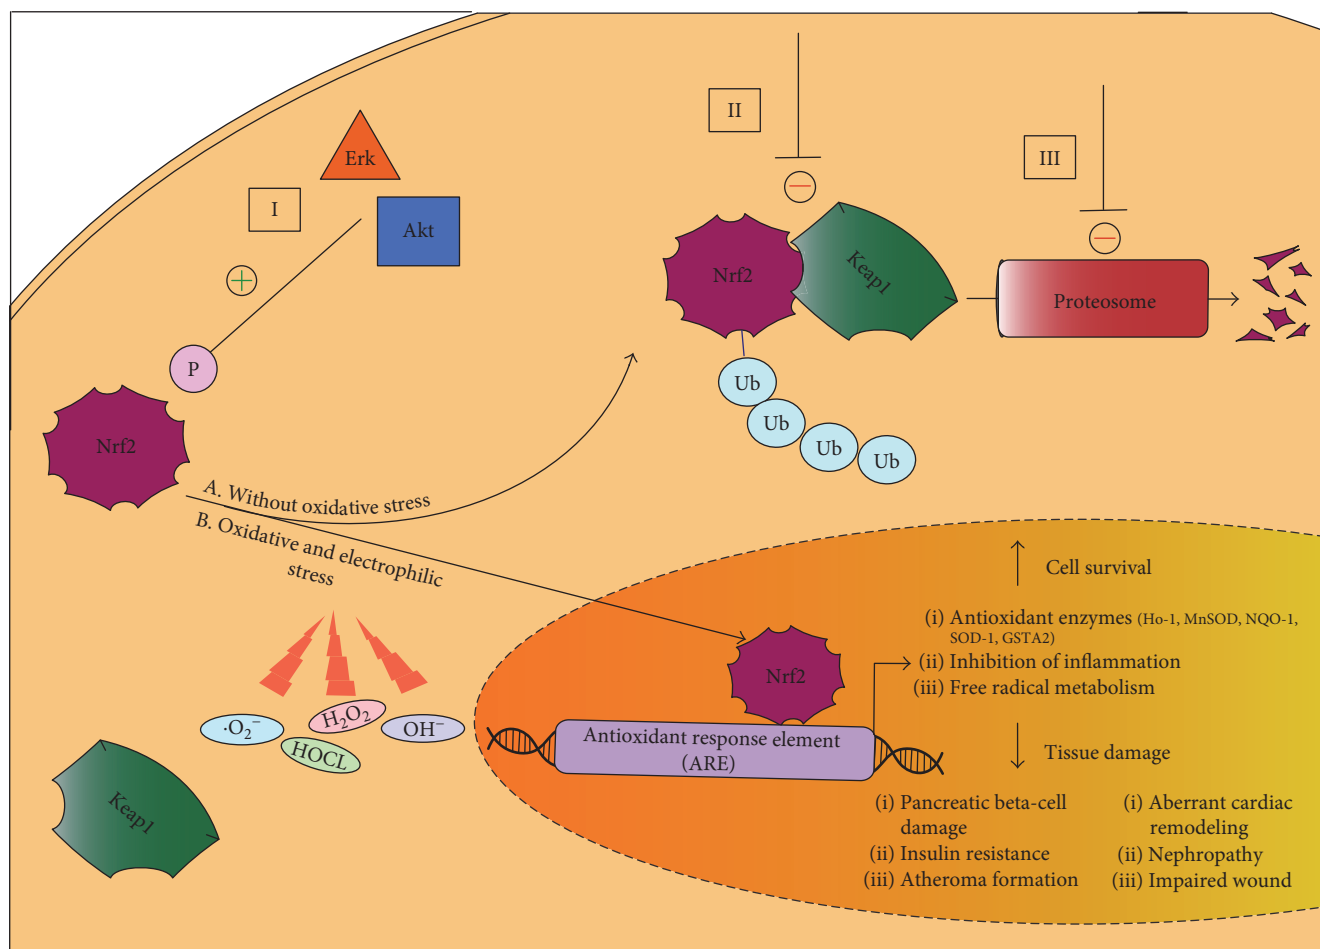 Erk
I
Akt
+
P
Nrf2
II
−
Nrf2
Keap1
Ub
Ub
Ub
Ub
III
−
Proteosome
A. Without oxidative stress
B. Oxidative and electrophilic
stress
·O₂⁻
H₂O₂
OH⁻
HOCL
Keap1
Nrf2
Antioxidant response element
(ARE)
Cell survival
(i) Antioxidant enzymes (Ho-1, MnSOD, NQO-1,
SOD-1, GSTA2)
(ii) Inhibition of inflammation
(iii) Free radical metabolism
Tissue damage
(i) Pancreatic beta-cell
damage
(ii) Insulin resistance
(iii) Atheroma formation
(i) Aberrant cardiac
remodeling
(ii) Nephropathy
(iii) Impaired wound